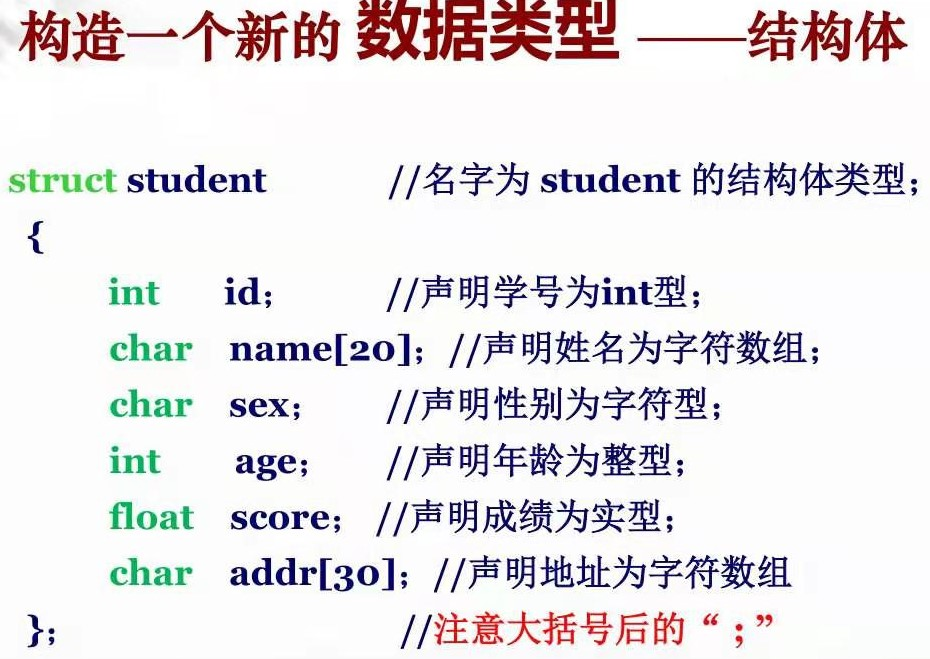 构造一个新的 数据类型 ——结构体
struct student //名字为 student 的结构体类型;
{
int id; //声明学号为int型;
char name[20]; //声明姓名为字符数组;
char sex; //声明性别为字符型;
int age; //声明年龄为整型;
float score; //声明成绩为实型;
char addr[30]; //声明地址为字符数组
}; //注意大括号后的“;”